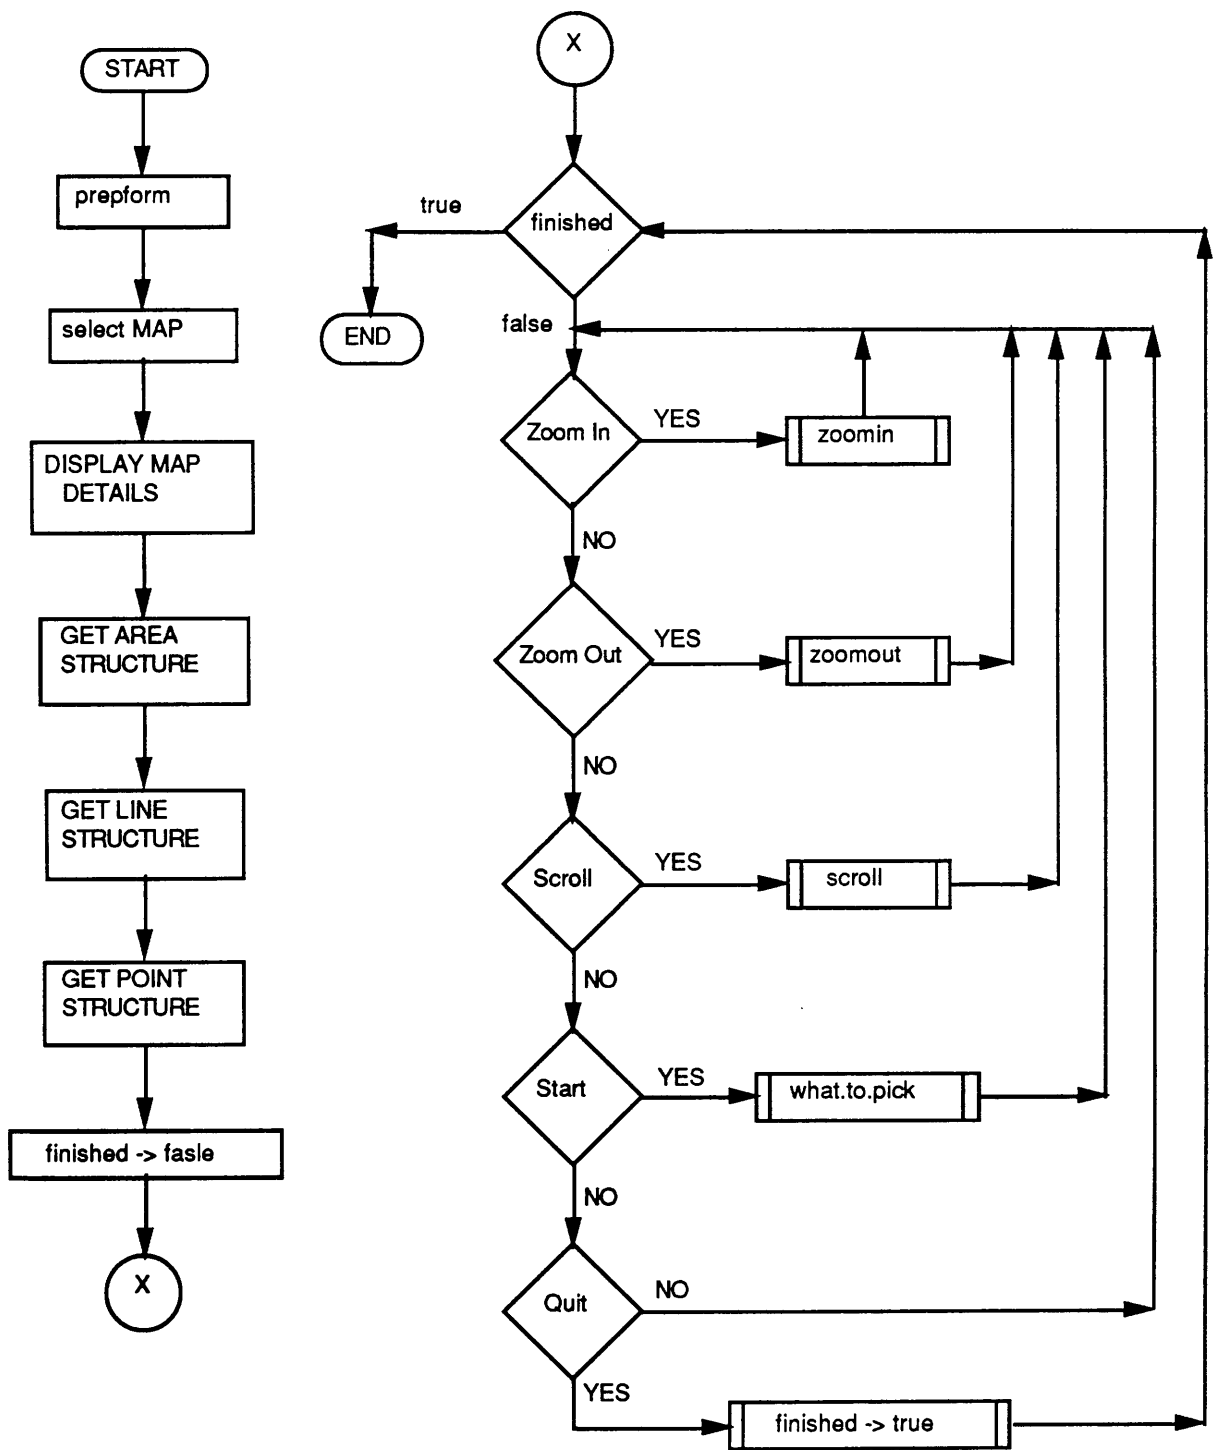 START
prepform
select MAP
DISPLAY MAP
DETAILS
GET AREA
STRUCTURE
GET LINE
STRUCTURE
GET POINT
STRUCTURE
finished -> fasle
X
X
finished
true
END
false
Zoom In
YES
zoomin
NO
Zoom Out
YES
zoomout
NO
Scroll
YES
scroll
NO
Start
YES
what.to.pick
NO
Quit
NO
YES
finished -> true